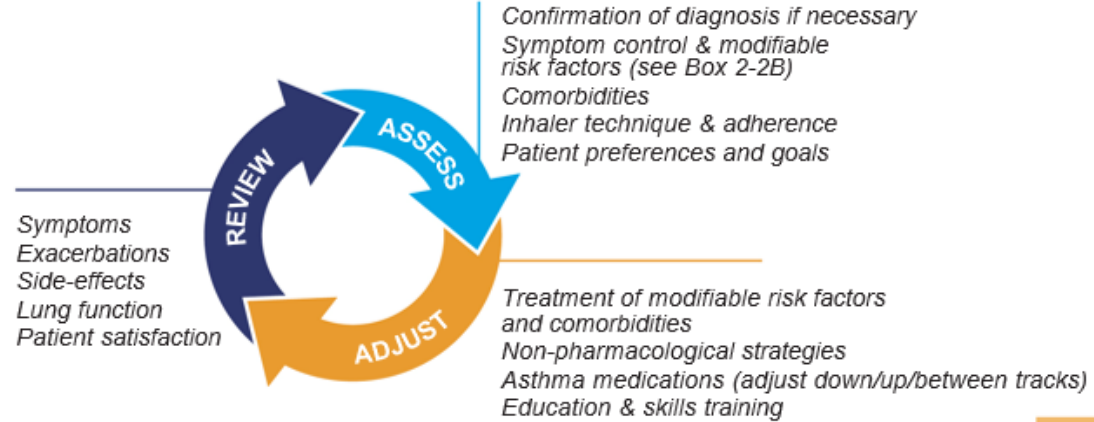 Confirmation of diagnosis if necessary
Symptom control & modifiable
risk factors (see Box 2-2B)
Comorbidities
Inhaler technique & adherence
Patient preferences and goals
ASSESS
REVIEW
Symptoms
Exacerbations
Side-effects
Lung function
Patient satisfaction
ADJUST
Treatment of modifiable risk factors
and comorbidities
Non-pharmacological strategies
Asthma medications (adjust down/up/between tracks)
Education & skills training